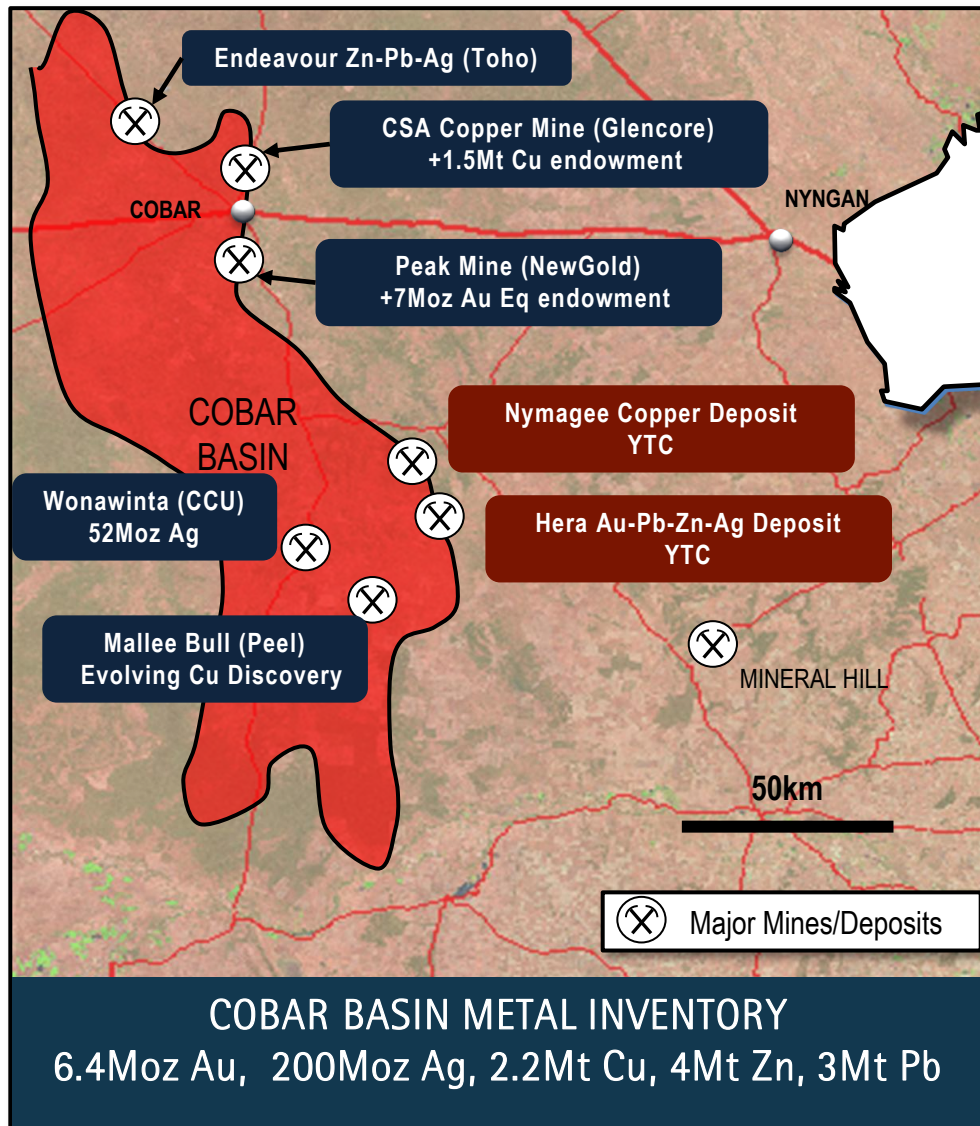 Endeavour Zn-Pb-Ag (Toho)
CSA Copper Mine (Glencore)
+1.5Mt Cu endowment
COBAR
NYNGAN
Peak Mine (NewGold)
+7Moz Au Eq endowment
COBAR
BASIN
Nymagee Copper Deposit
YTC
Wonawinta (CCU)
52Moz Ag
Hera Au-Pb-Zn-Ag Deposit
YTC
Mallee Bull (Peel)
Evolving Cu Discovery
MINERAL HILL
50km
Major Mines/Deposits
COBAR BASIN METAL INVENTORY
6.4Moz Au, 200Moz Ag, 2.2Mt Cu, 4Mt Zn, 3Mt Pb